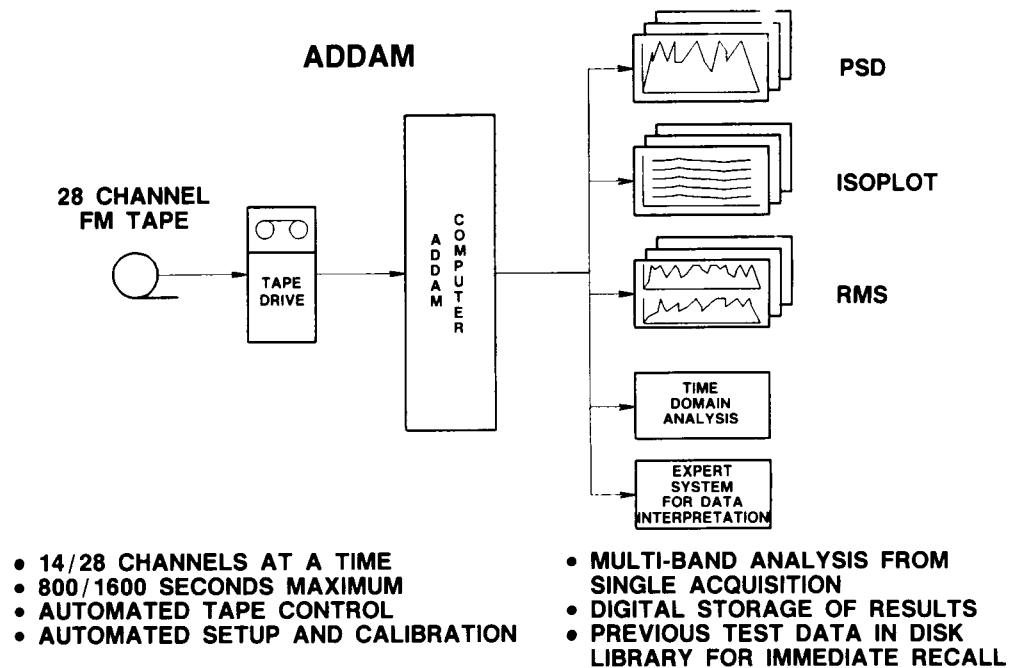 ADDAM
28 CHANNEL
FM TAPE
TAPE
DRIVE
ADDAM
COMPUTER
PSD
ISOPLOT
RMS
TIME
DOMAIN
ANALYSIS
EXPERT
SYSTEM
FOR DATA
INTERPRETATION
• 14/28 CHANNELS AT A TIME
• 800/1600 SECONDS MAXIMUM
• AUTOMATED TAPE CONTROL
• AUTOMATED SETUP AND CALIBRATION
• MULTI-BAND ANALYSIS FROM
SINGLE ACQUISITION
• DIGITAL STORAGE OF RESULTS
• PREVIOUS TEST DATA IN DISK
LIBRARY FOR IMMEDIATE RECALL